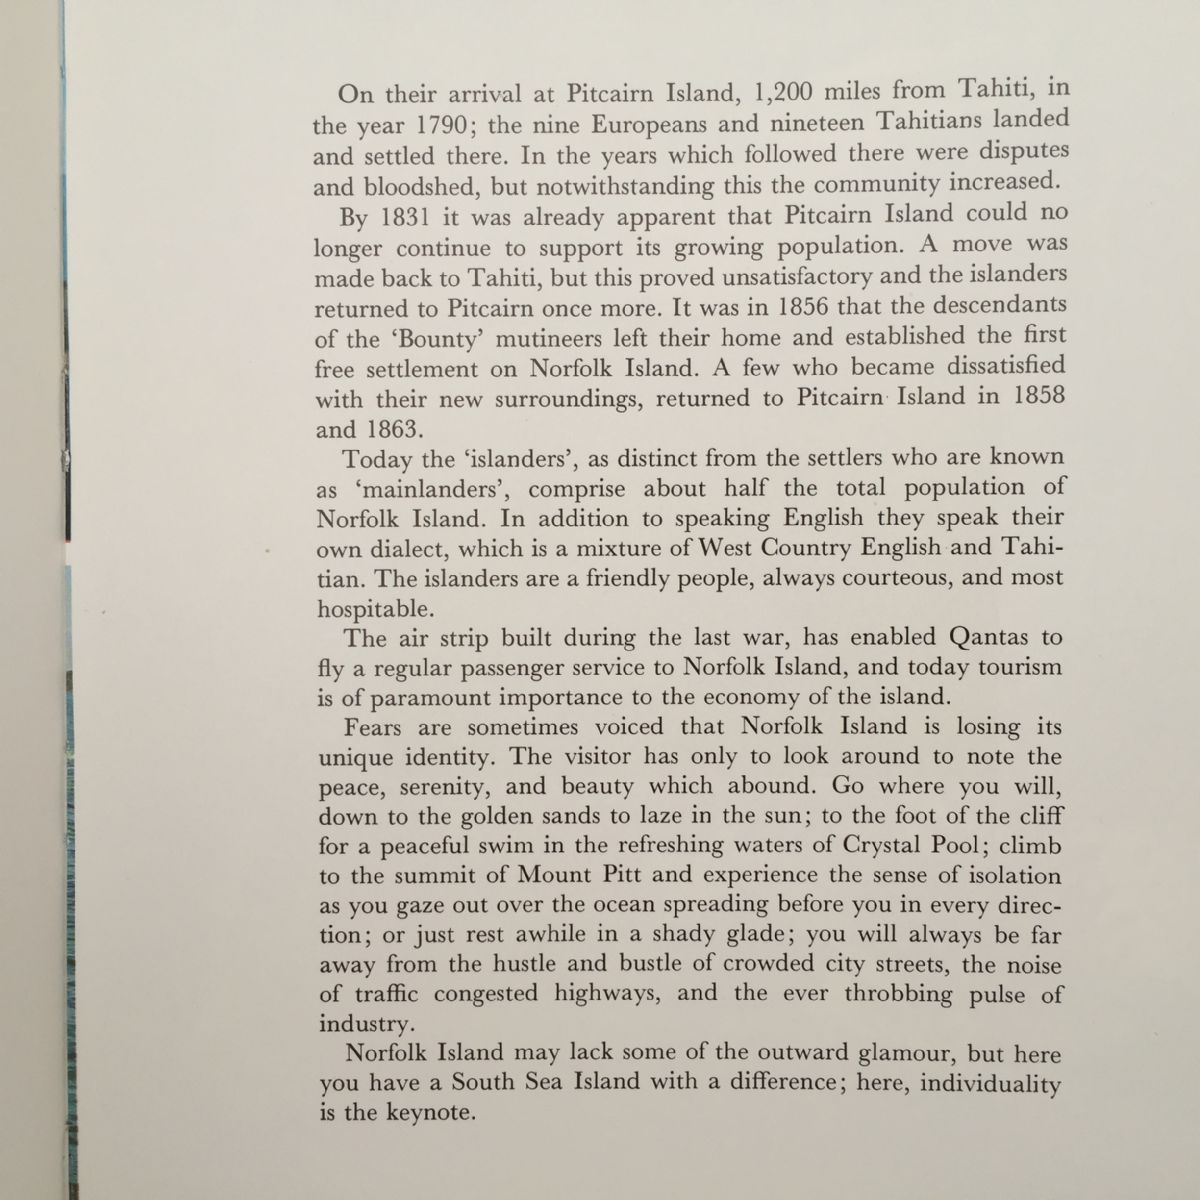 On their arrival at Pitcairn Island, 1,200 miles from Tahiti, in
the year 1790; the nine Europeans and nineteen Tahitians landed
and settled there. In the years which followed there were disputes
and bloodshed, but notwithstanding this the community increased.
By 1831 it was already apparent that Pitcairn Island could no
longer continue to support its growing population. A move was
made back to Tahiti, but this proved unsatisfactory and the islanders
returned to Pitcairn once more. It was in 1856 that the descendants
of the ‘Bounty’ mutineers left their home and established the first
free settlement on Norfolk Island. A few who became dissatisfied
with their new surroundings, returned to Pitcairn Island in 1858
and 1863.
Today the ‘islanders’, as distinct from the settlers who are known
as ‘mainlanders’, comprise about half the total population of
Norfolk Island. In addition to speaking English they speak their
own dialect, which is a mixture of West Country English and Tahi-
tian. The islanders are a friendly people, always courteous, and most
hospitable.
The air strip built during the last war, has enabled Qantas to
fly a regular passenger service to Norfolk Island, and today tourism
is of paramount importance to the economy of the island.
Fears are sometimes voiced that Norfolk Island is losing its
unique identity. The visitor has only to look around to note the
peace, serenity, and beauty which abound. Go where you will,
down to the golden sands to laze in the sun; to the foot of the cliff
for a peaceful swim in the refreshing waters of Crystal Pool; climb
to the summit of Mount Pitt and experience the sense of isolation
as you gaze out over the ocean spreading before you in every direc-
tion; or just rest awhile in a shady glade; you will always be far
away from the hustle and bustle of crowded city streets, the noise
of traffic congested highways, and the ever throbbing pulse of
industry.
Norfolk Island may lack some of the outward glamour, but here
you have a South Sea Island with a difference; here, individuality
is the keynote.